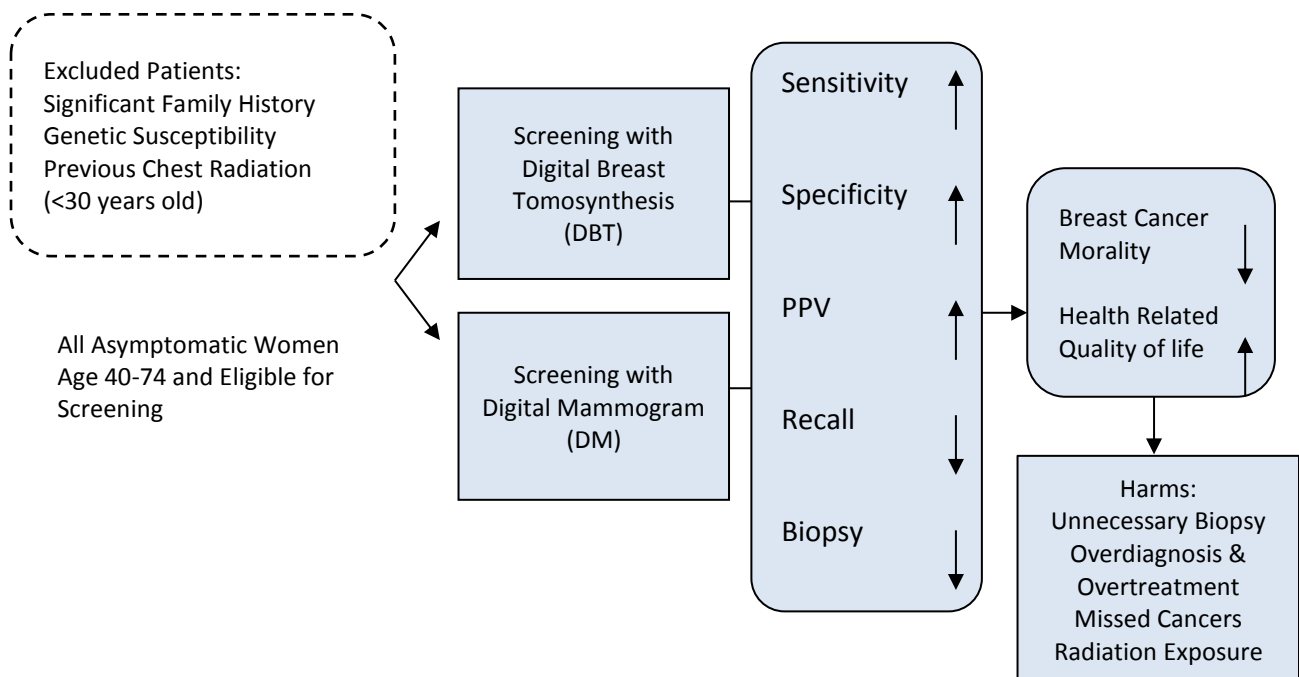 Excluded Patients:
Significant Family History
Genetic Susceptibility
Previous Chest Radiation
(<30 years old)
All Asymptomatic Women
Age 40-74 and Eligible for
Screening
Screening with
Digital Breast
Tomosynthesis
(DBT)
Screening with
Digital Mammogram
(DM)
Sensitivity
Specificity
PPV
Recall
Biopsy
Breast Cancer
Morality
Health Related
Quality of life
Harms:
Unnecessary Biopsy
Overdiagnosis &
Overtreatment
Missed Cancers
Radiation Exposure